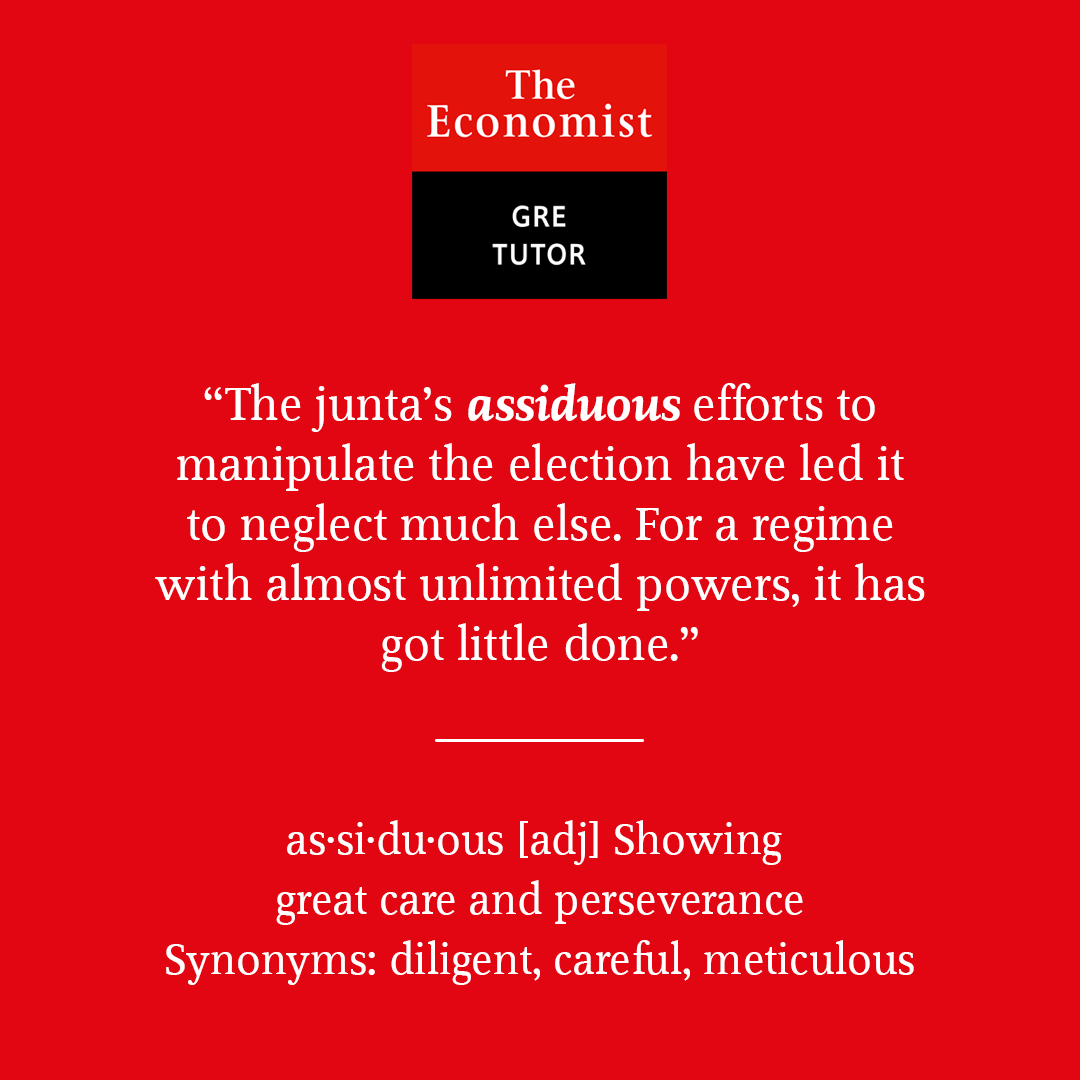 The
Economist
GRE
TUTOR
“The junta’s assiduous efforts to
manipulate the election have led it
to neglect much else. For a regime
with almost unlimited powers, it has
got little done.”
as·si·du·ous [adj] Showing
great care and perseverance
Synonyms: diligent, careful, meticulous